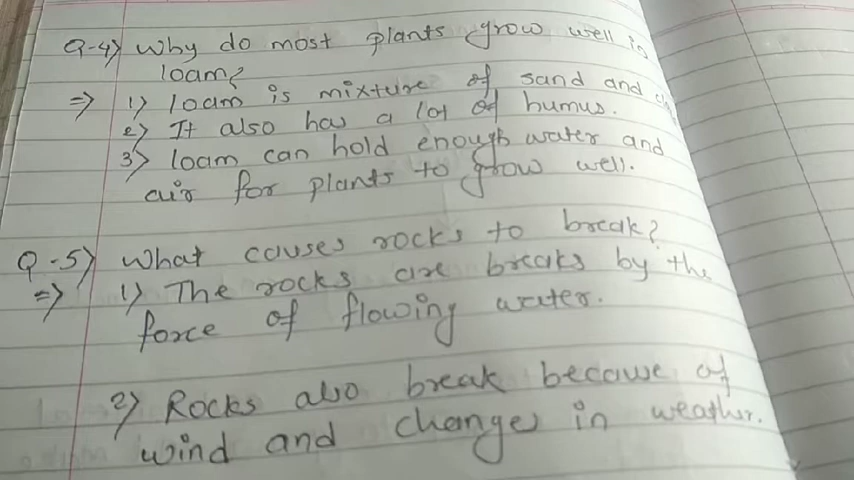 Q-4) Why do most plants grow well in
loam?
=> 1) loam is mixture of sand and
2) It also has a lot of humus.
3) loam can hold enough water and
air for plants to grow well.
Q-5) What causes rocks to break?
=> 1) The rocks are breaks by the
force of flowing water.
2) Rocks also break because of
wind and changes in weather.